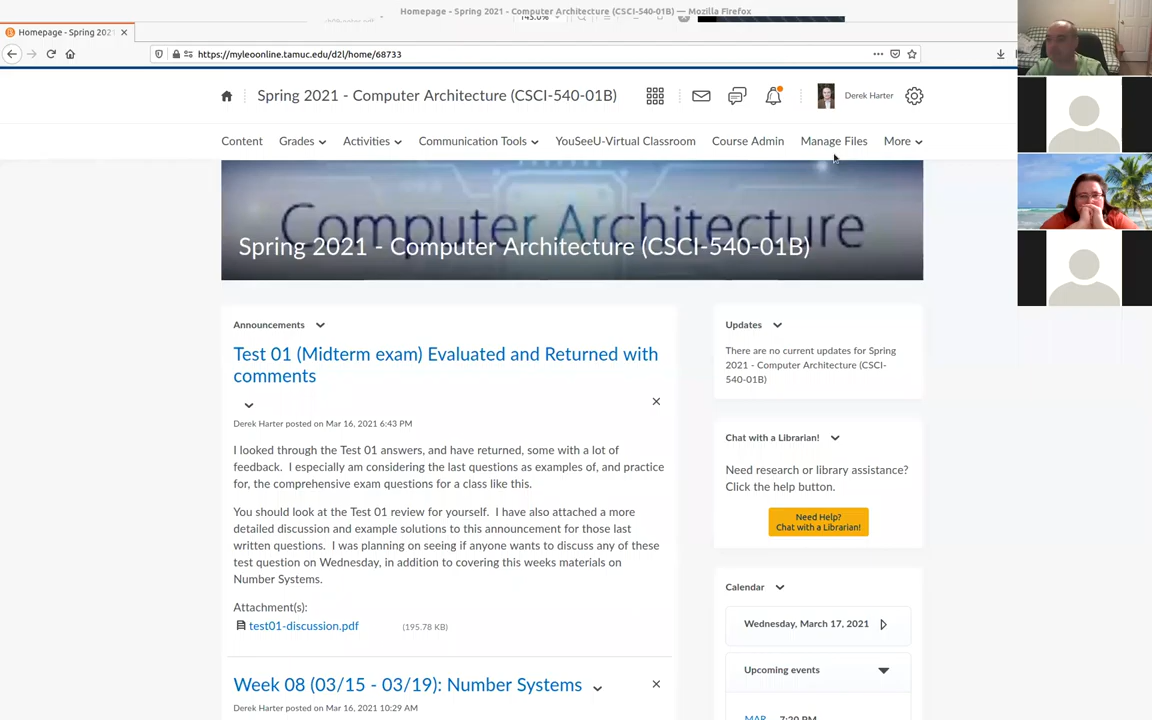 Homepage - Spring 2021 - Computer Architecture (CSCI-540-01B) — Mozilla Firefox
Homepage - Spring 2021
https://myleoonline.tamuc.edu/d2l/home/68733
Spring 2021 - Computer Architecture (CSCI-540-01B)
Derek Harter
Content Grades Activities Communication Tools YouSeeU-Virtual Classroom Course Admin Manage Files More
Computer Architecture
Spring 2021 - Computer Architecture (CSCI-540-01B)
Announcements
Test 01 (Midterm exam) Evaluated and Returned with
comments
Derek Harter posted on Mar 16, 2021 6:43 PM
I looked through the Test 01 answers, and have returned, some with a lot of
feedback. I especially am considering the last questions as examples of, and practice
for, the comprehensive exam questions for a class like this.
You should look at the Test 01 review for yourself. I have also attached a more
detailed discussion and example solutions to this announcement for those last
written questions. I was planning on seeing if anyone wants to discuss any of these
test question on Wednesday, in addition to covering this weeks materials on
Number Systems.
Attachment(s):
test01-discussion.pdf (195.78 KB)
Week 08 (03/15 - 03/19): Number Systems
Derek Harter posted on Mar 15, 2021 10:29 AM
Updates
There are no current updates for Spring
2021 - Computer Architecture (CSCI-
540-01B)
Chat with a Librarian!
Need research or library assistance?
Click the help button.
Need Help?
Chat with a Librarian!
Calendar
Wednesday, March 17, 2021
Upcoming events
MAR 7:20 PM